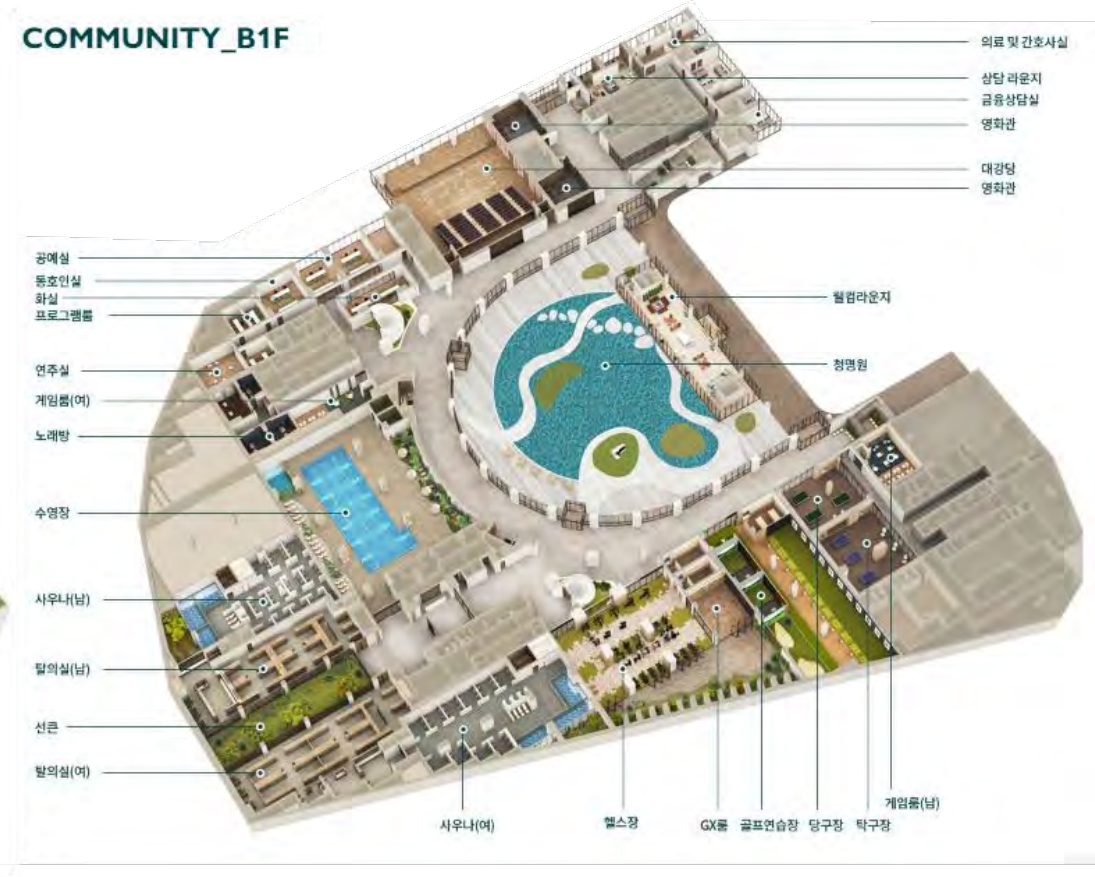 COMMUNITY_B1F
의료 및 간호사실
상담 라운지
금융상담실
영화관
대강당
영화관
공예실
동호인실
화실
프로그램룸
웰컴라운지
연주실
청명원
게임룸(여)
노래방
수영장
사우나(남)
탈의실(남)
선큰
탈의실(여)
사우나(여)
헬스장
GX룸
골프연습장
당구장
탁구장
게임룸(남)